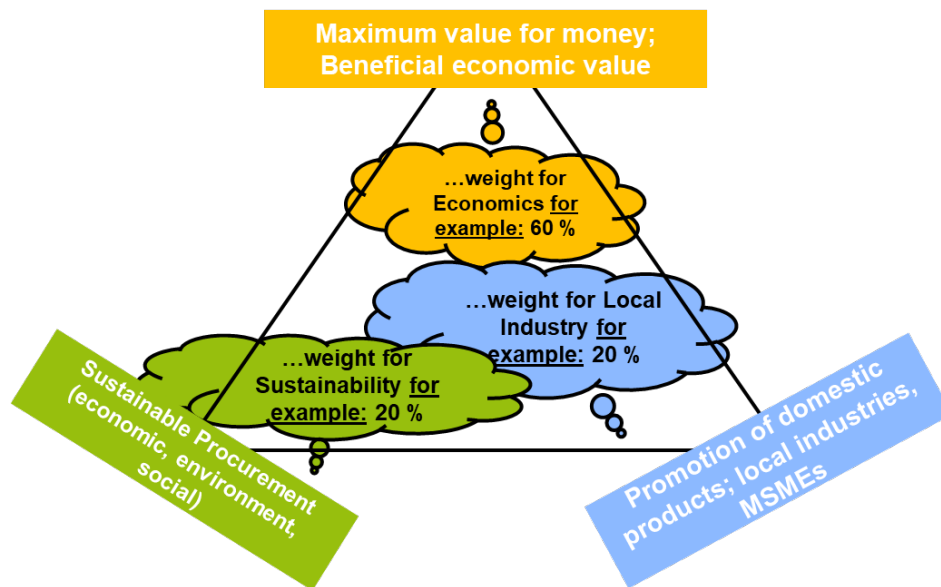 Maximum value for money;
Beneficial economic value
…weight for
Economics for
example: 60 %
…weight for Local
Industry for
example: 20 %
…weight for
Sustainability for
example: 20 %
Sustainable Procurement
(economic, environment,
social)
Promotion of domestic
products; local industries,
MSMEs